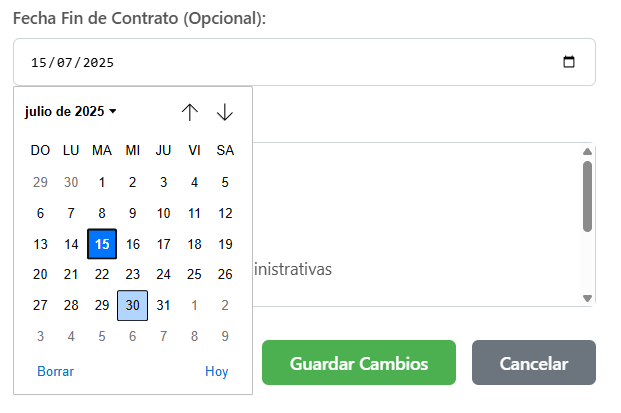 Fecha Fin de Contrato (Opcional):
15/07/2025
julio de 2025
DO LU MA MI JU VI SA
29 30 1 2 3 4 5
6 7 8 9 10 11 12
13 14 15 16 17 18 19
20 21 22 23 24 25 26
inistrativas
27 28 29 30 31 1 2
3 4 5 6 7 8 9
Borrar Hoy
Guardar Cambios Cancelar